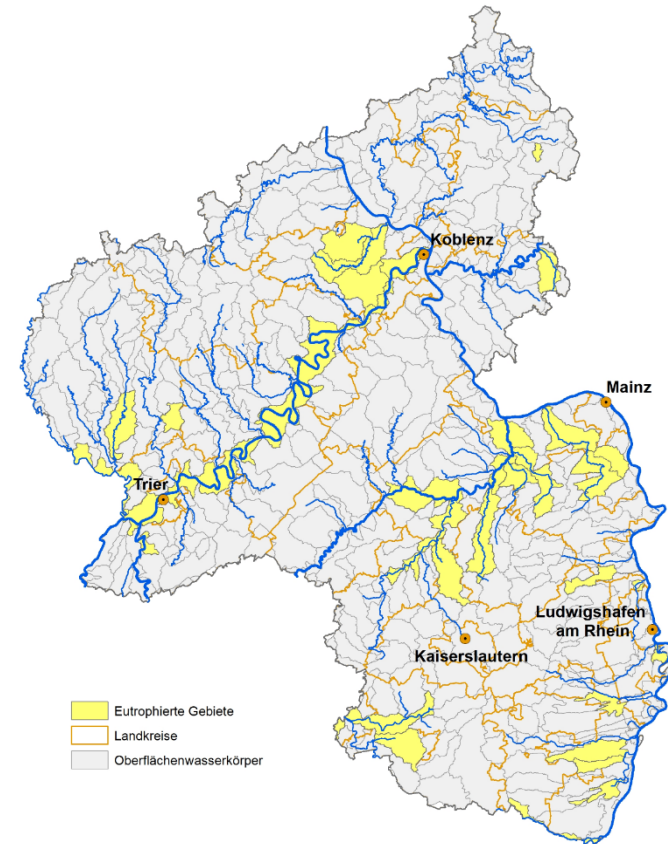 Koblenz
Mainz
Trier
Ludwigshafen
am Rhein
Kaiserslautern
Eutrophierte Gebiete
Landkreise
Oberflächenwasserkörper